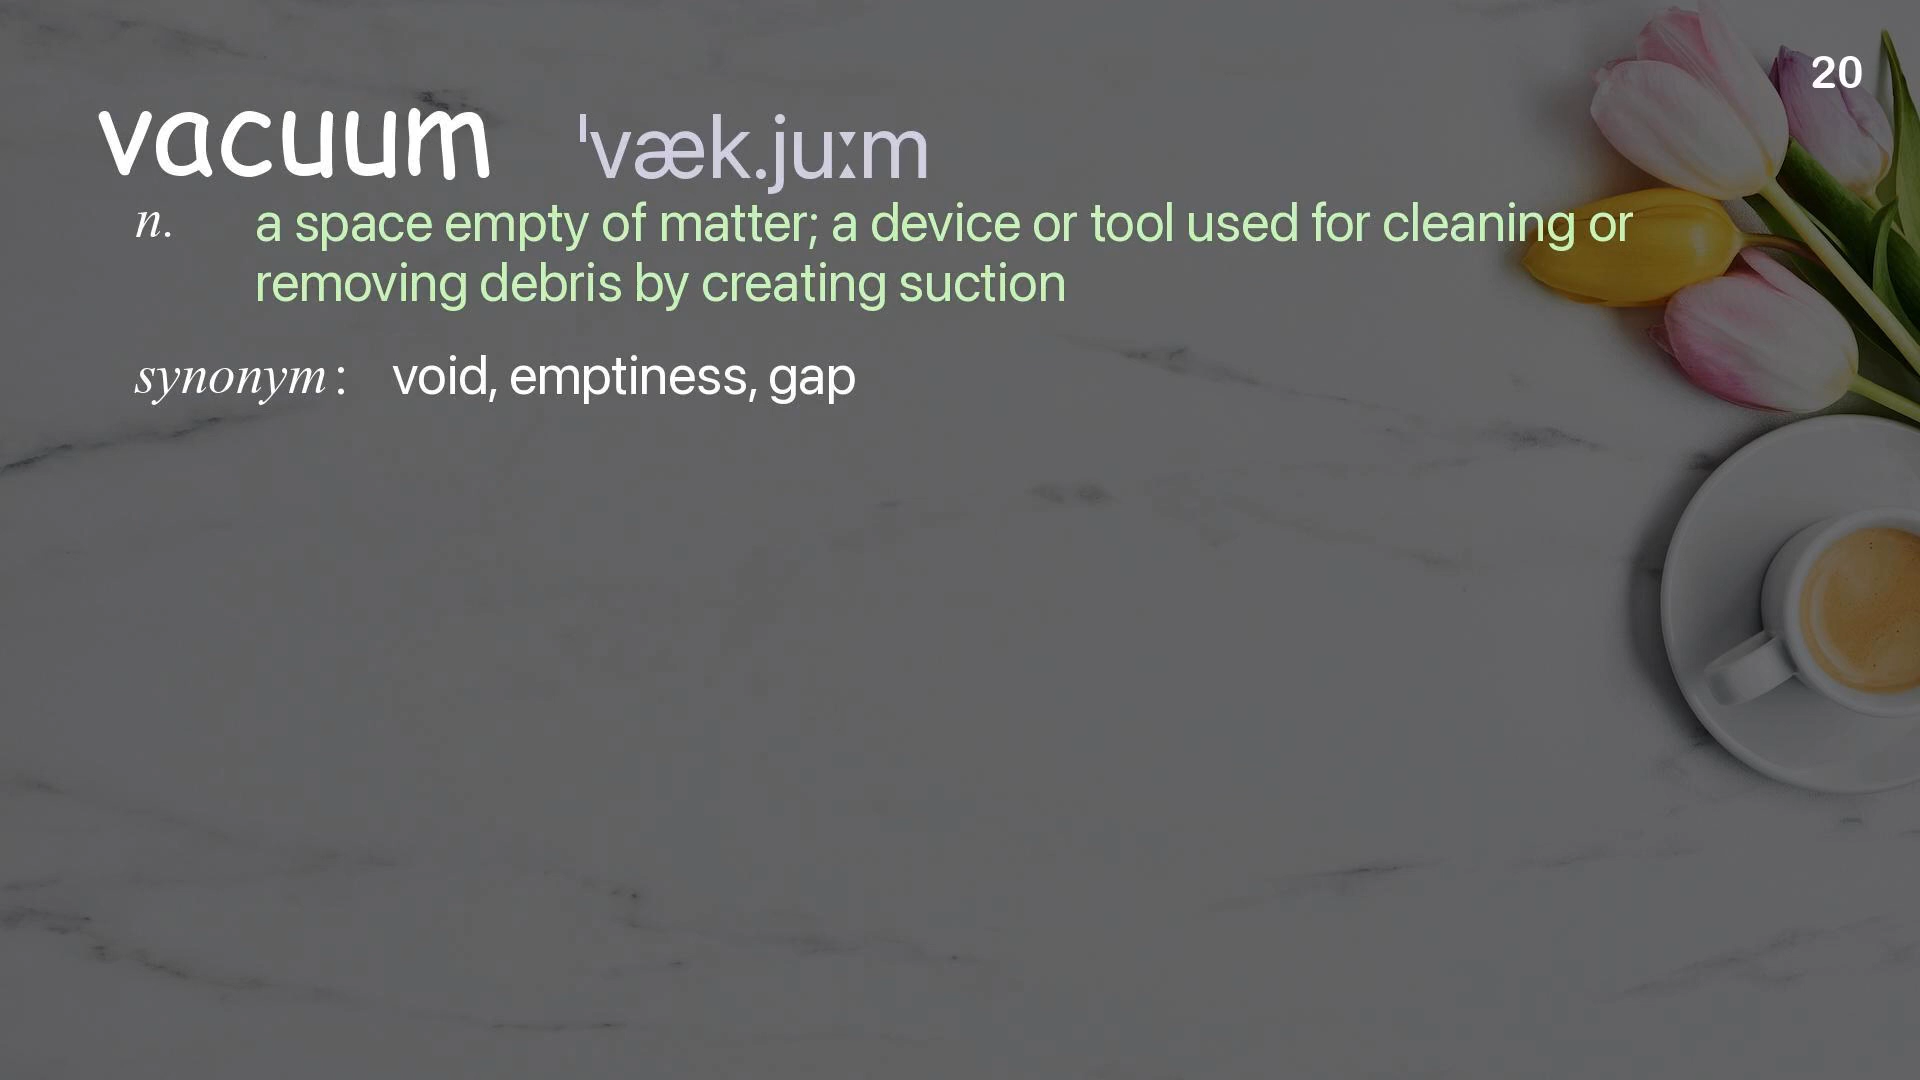 20
vacuum ˈvæk.juːm
n. a space empty of matter; a device or tool used for cleaning or
removing debris by creating suction
synonym: void, emptiness, gap